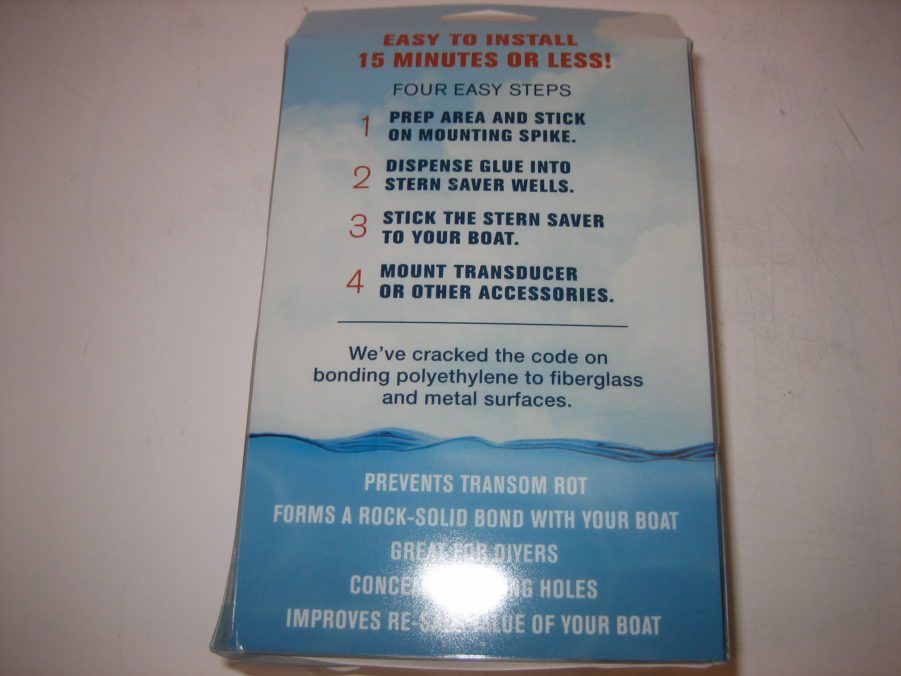 EASY TO INSTALL
15 MINUTES OR LESS!
FOUR EASY STEPS
1 PREP AREA AND STICK
ON MOUNTING SPIKE.
2 DISPENSE GLUE INTO
STERN SAVER WELLS.
3 STICK THE STERN SAVER
TO YOUR BOAT.
4 MOUNT TRANSDUCER
OR OTHER ACCESSORIES.
We've cracked the code on
bonding polyethylene to fiberglass
and metal surfaces.
PREVENTS TRANSOM ROT
FORMS A ROCK-SOLID BOND WITH YOUR BOAT
GREAT FOR DIYERS
HOLES
IMPROVES RE-SALE VALUE OF YOUR BOAT